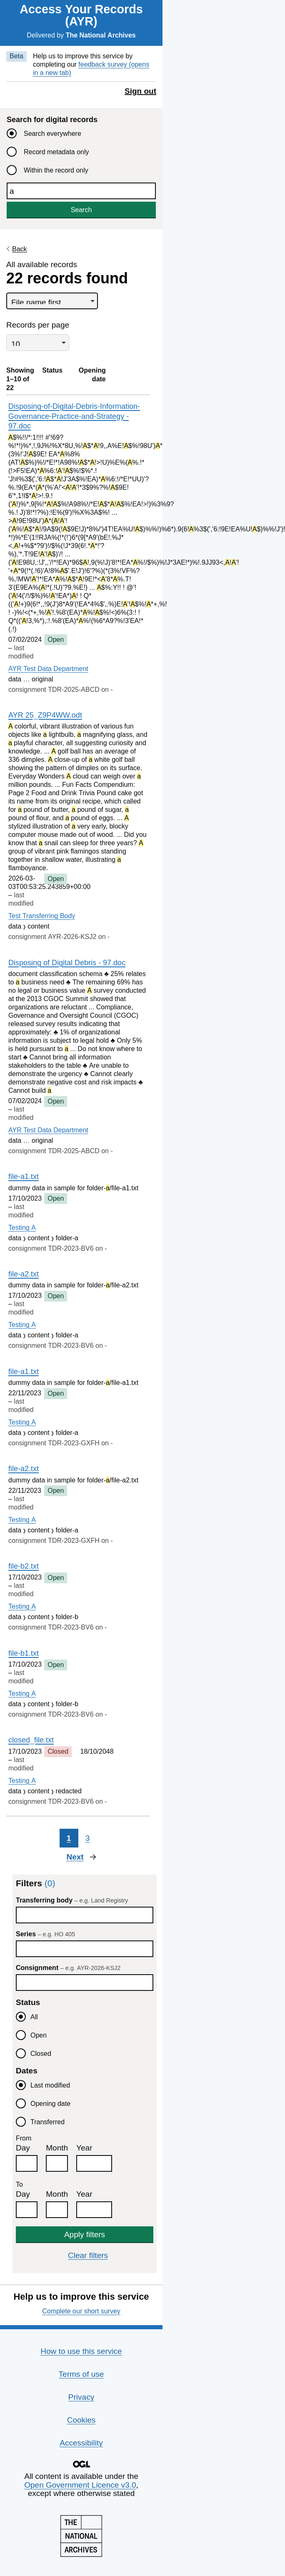 Access Your Records
(AYR)
Delivered by The National Archives
Beta
Help us to improve this service by
completing our feedback survey (opens
in a new tab)
Sign out
Search for digital records
Search everywhere
Record metadata only
Within the record only
a
Search
Back
All available records
22 records found
File name first
Records per page
10
Showing 1–10 of 22
Status
Opening date
Disposing-of-Digital-Debris-Information-
Governance-Practice-and-Strategy -
97.doc
07/02/2024 – last modified
Open
AYR Test Data Department
data … original
consignment TDR-2025-ABCD on -
AYR 25_ Z9P4WW.odt
A colorful, vibrant illustration of various fun
objects like a lightbulb, a magnifying glass, and
a playful character, all suggesting curiosity and
knowledge. ... A golf ball has an average of
336 dimples. A close-up of a white golf ball
showing the pattern of dimples on its surface.
Everyday Wonders A cloud can weigh over a
million pounds. ... Fun Facts Compendum:
Page 2 Food and Drink Trivia Pound cake got
its name from its original recipe, which called
for a pound of butter, a pound of sugar, a
pound of flour, and a pound of eggs. ... A
stylized illustration of a very early, blocky
computer mouse made out of wood. ... Did you
know that a snail can sleep for three years? A
group of vibrant pink flamingos standing
together in shallow water, illustrating a
flamboyance.
2026-03-03T00:53:25.243859+00:00 – last modified
Open
Test Transferring Body
data › content
consignment AYR-2026-KSJ2 on -
Disposing of Digital Debris - 97.doc
document classification schema ♣ 25% relates
to a business need ♣ The remaining 69% has
no legal or business value A survey conducted
at the 2013 CGOC Summit showed that
organizations are reluctant ... Compliance,
Governance and Oversight Council (CGOC)
released survey results indicating that
approximately: ♣ 1% of organizational
information is subject to legal hold ♣ Only 5%
is held pursuant to a ... Do not know where to
start ♣ Cannot bring all information
stakeholders to the table ♣ Are unable to
demonstrate the urgency ♣ Cannot clearly
demonstrate negative cost and risk impacts ♣
Cannot build a
07/02/2024 – last modified
Open
AYR Test Data Department
data … original
consignment TDR-2025-ABCD on -
file-a1.txt
dummy data in sample for folder-a/file-a1.txt
17/10/2023 – last modified
Open
Testing A
data › content › folder-a
consignment TDR-2023-BV6 on -
file-a2.txt
dummy data in sample for folder-a/file-a2.txt
17/10/2023 – last modified
Open
Testing A
data › content › folder-a
consignment TDR-2023-BV6 on -
file-a1.txt
dummy data in sample for folder-a/file-a1.txt
22/11/2023 – last modified
Open
Testing A
data › content › folder-a
consignment TDR-2023-GXFH on -
file-a2.txt
dummy data in sample for folder-a/file-a2.txt
22/11/2023 – last modified
Open
Testing A
data › content › folder-a
consignment TDR-2023-GXFH on -
file-b2.txt
17/10/2023 – last modified
Open
Testing A
data › content › folder-b
consignment TDR-2023-BV6 on -
file-b1.txt
17/10/2023 – last modified
Open
Testing A
data › content › folder-b
consignment TDR-2023-BV6 on -
closed_file.txt
17/10/2023 – last modified
Closed
18/10/2048
Testing A
data › content › redacted
consignment TDR-2023-BV6 on -
1
3
Next →
Filters (0)
Transferring body – e.g. Land Registry
Series – e.g. HO 405
Consignment – e.g. AYR-2026-KSJ2
Status
All
Open
Closed
Dates
Last modified
Opening date
Transferred
From
Day Month Year
To
Day Month Year
Apply filters
Clear filters
Help us to improve this service
Complete our short survey
How to use this service
Terms of use
Privacy
Cookies
Accessibility
OGL
All content is available under the
Open Government Licence v3.0,
except where otherwise stated
THE
NATIONAL
ARCHIVES